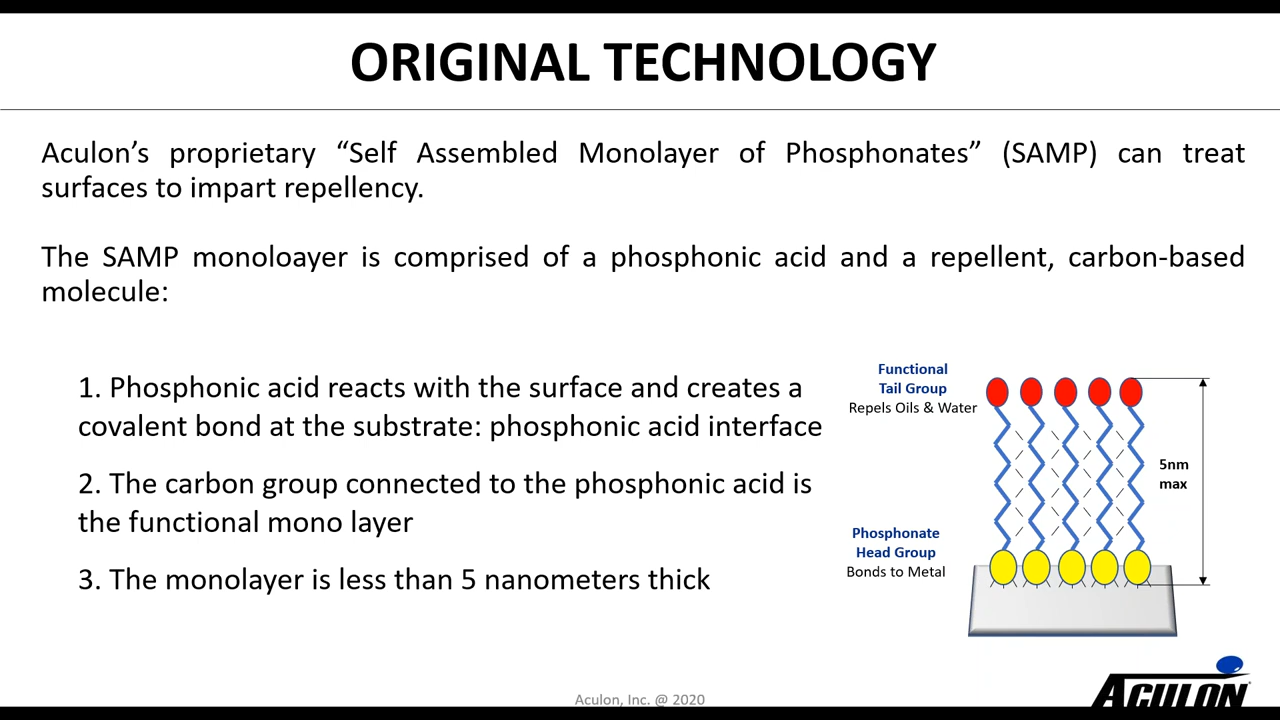 ORIGINAL TECHNOLOGY
Aculon’s proprietary “Self Assembled Monolayer of Phosphonates” (SAMP) can treat
surfaces to impart repellency.
The SAMP monoloayer is comprised of a phosphonic acid and a repellent, carbon-based
molecule:
1. Phosphonic acid reacts with the surface and creates a
covalent bond at the substrate: phosphonic acid interface
2. The carbon group connected to the phosphonic acid is
the functional mono layer
3. The monolayer is less than 5 nanometers thick
Functional
Tail Group
Repels Oils & Water
5nm
max
Phosphonate
Head Group
Bonds to Metal
Aculon, Inc. @ 2020
ACULON